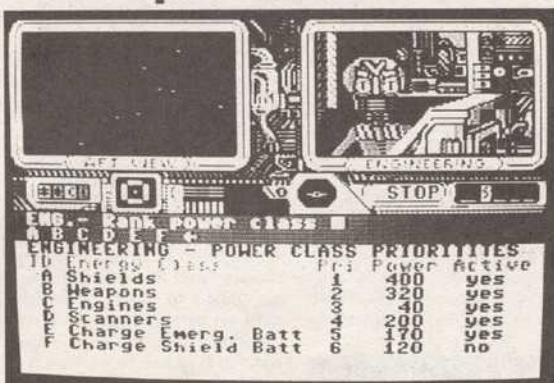 AFT VIEW
ENGINEERING
STOP
ENG.- Rank power class
A B C D E F ←
ENGINEERING - POWER CLASS PRIORITITES
ID Energy Class Pri Power Active
A Shields 1 400 yes
B Weapons 2 320 yes
C Engines 3 40 yes
D Scanners 4 200 yes
E Charge Emerg. Batt 5 170 yes
F Charge Shield Batt 6 120 no